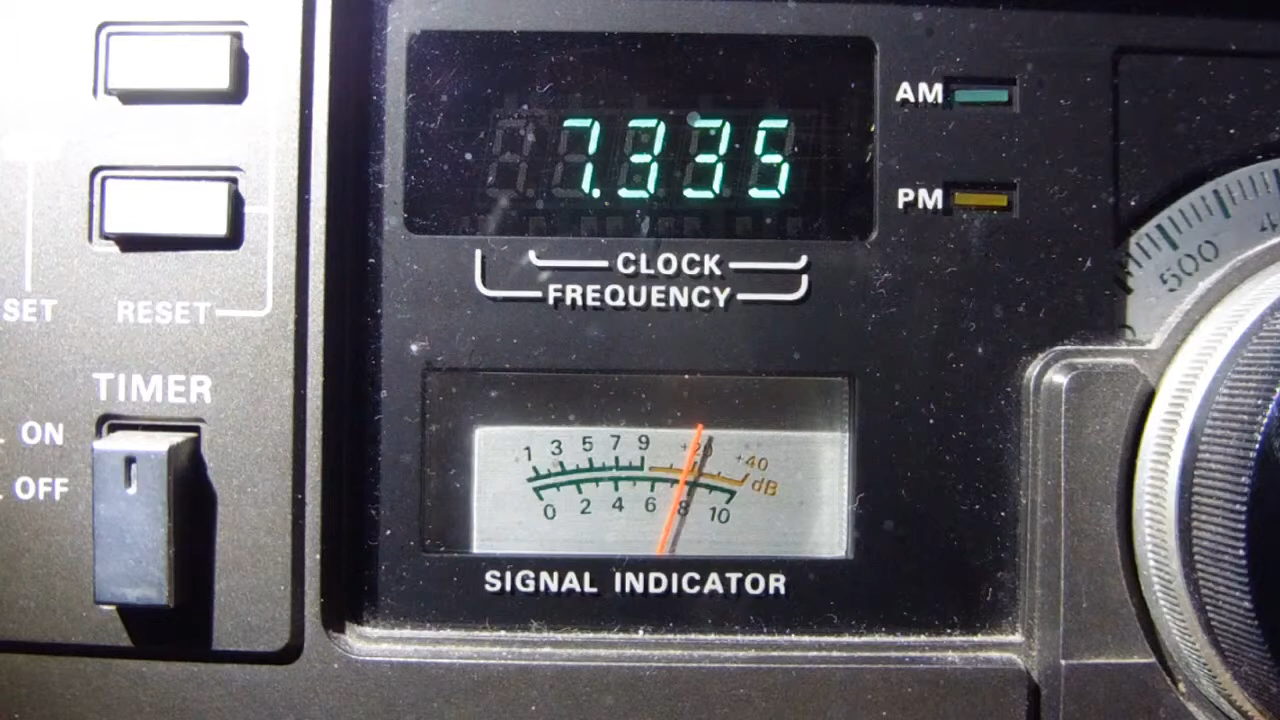 7.335
AM
PM
CLOCK
FREQUENCY
500
SET
RESET
TIMER
ON
OFF
1 3 5 7 9 +20 +40
dB
0 2 4 6 8 10
SIGNAL INDICATOR